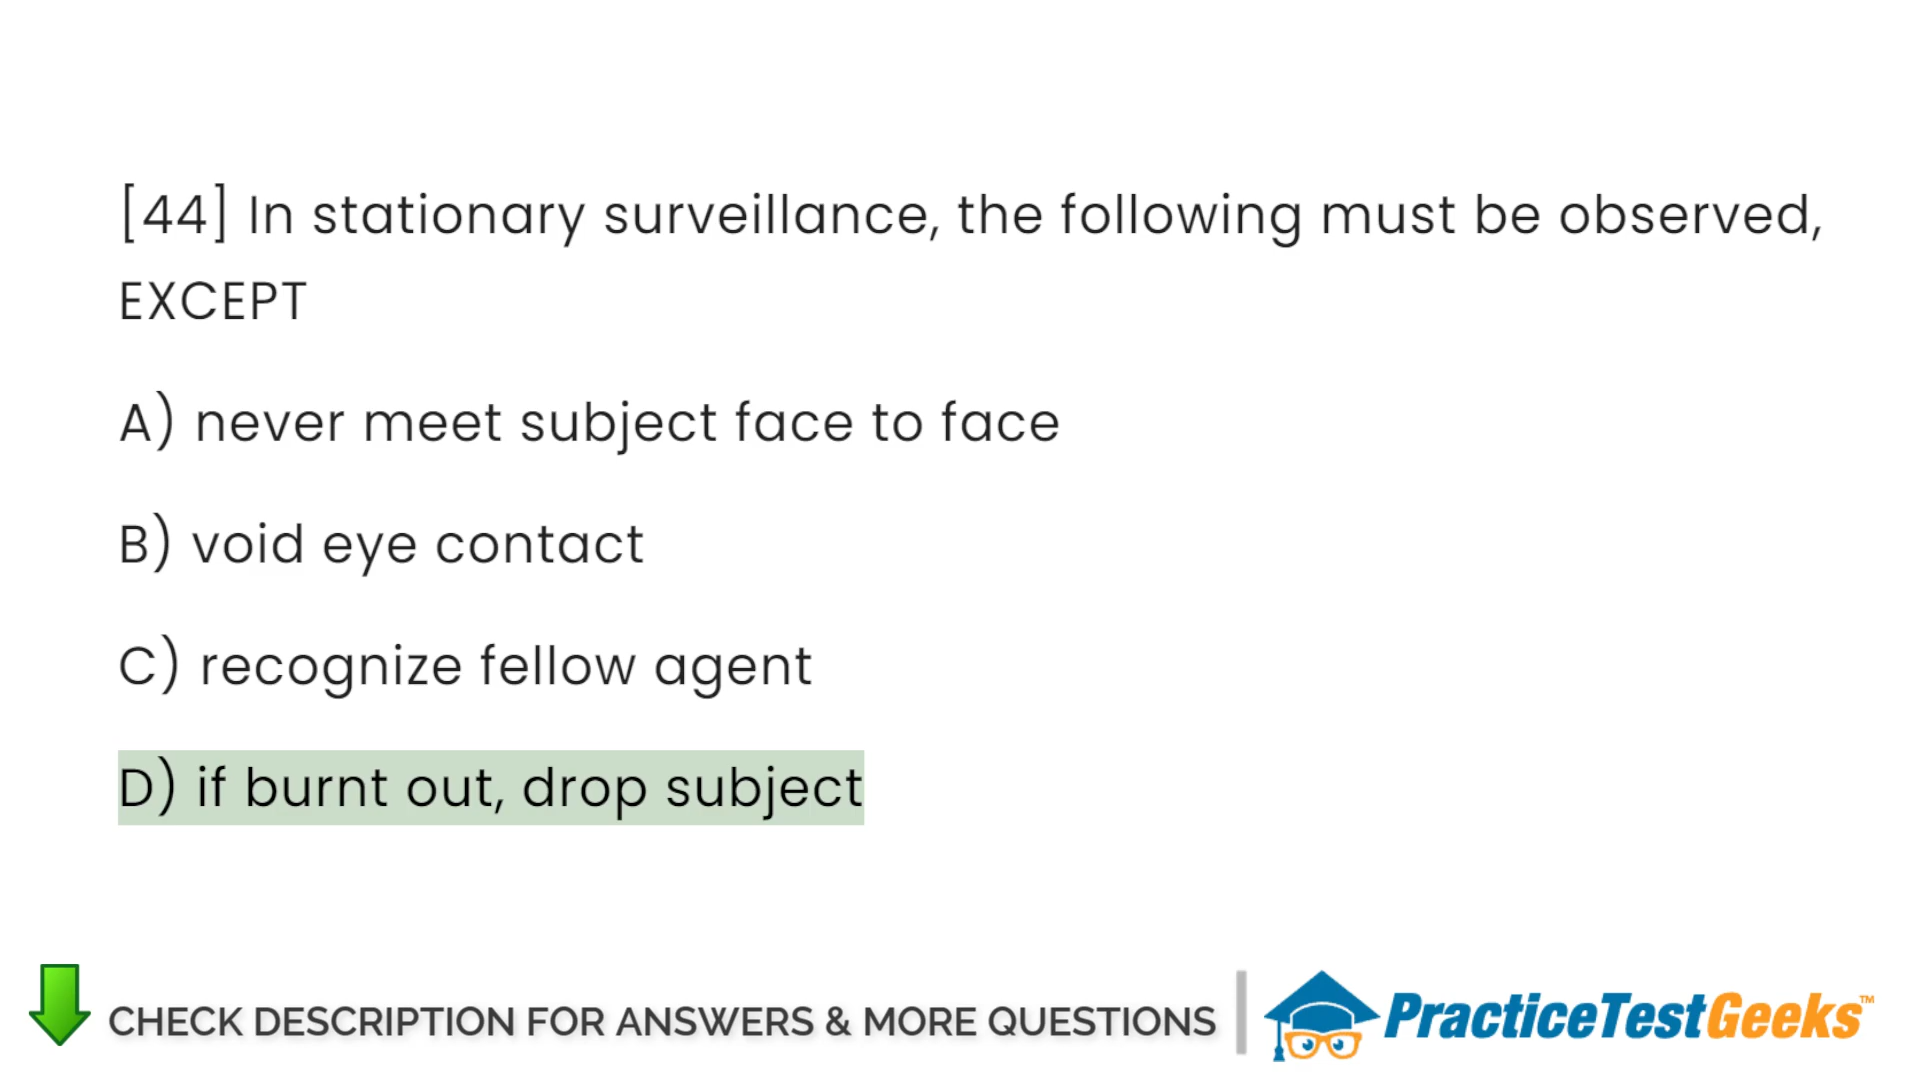 [44] In stationary surveillance, the following must be observed,
EXCEPT
A) never meet subject face to face
B) void eye contact
C) recognize fellow agent
D) if burnt out, drop subject
CHECK DESCRIPTION FOR ANSWERS & MORE QUESTIONS
PracticeTestGeeks™